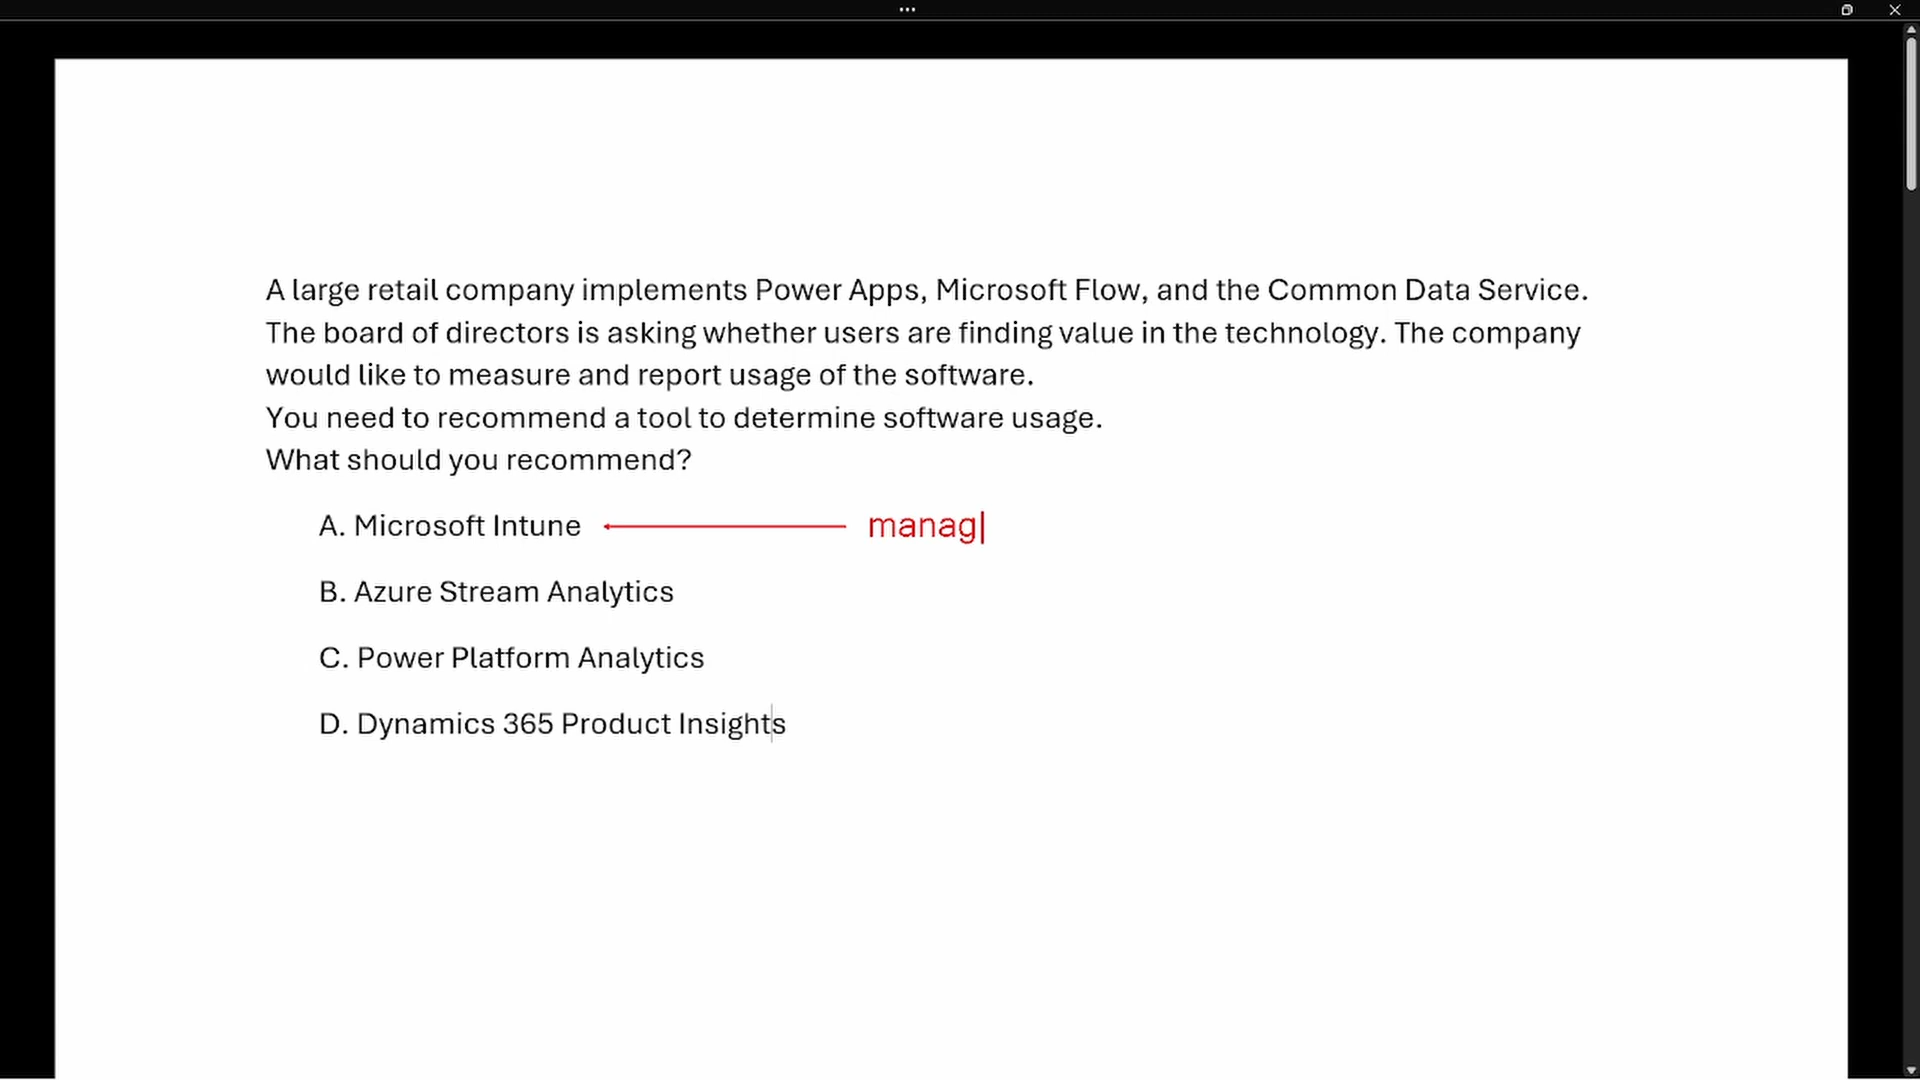 A large retail company implements Power Apps, Microsoft Flow, and the Common Data Service.
The board of directors is asking whether users are finding value in the technology. The company
would like to measure and report usage of the software.
You need to recommend a tool to determine software usage.
What should you recommend?
A. Microsoft Intune manag
B. Azure Stream Analytics
C. Power Platform Analytics
D. Dynamics 365 Product Insights